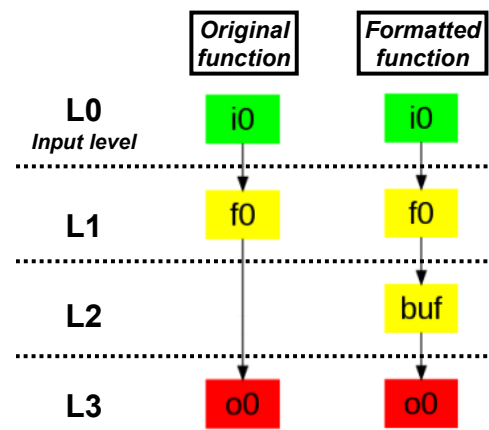 Original function
Formatted function
L0
Input level
i0
i0
L1
f0
f0
L2
buf
L3
o0
o0